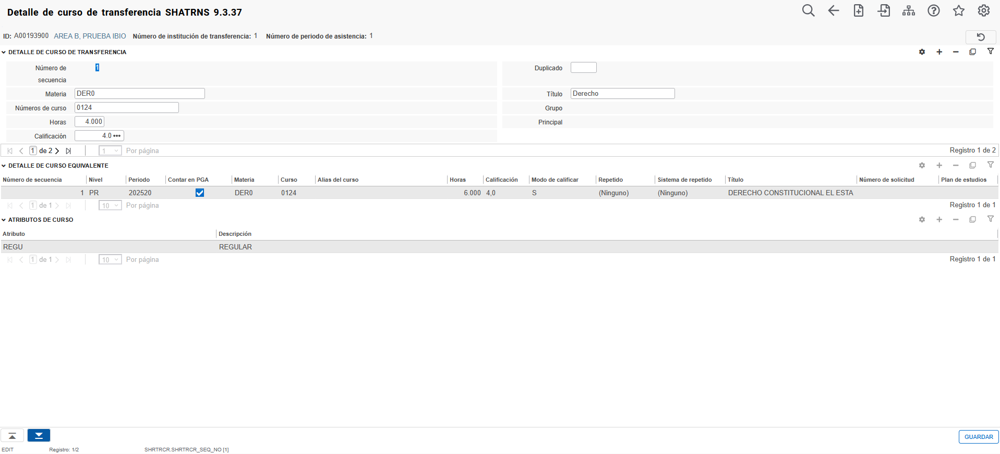 Detalle de curso de transferencia SHATRNS 9.3.37
ID: A00193900 AREA B, PRUEBA IBIO Número de institución de transferencia: 1 Número de periodo de asistencia: 1
DETALLE DE CURSO DE TRANSFERENCIA
Número de secuencia 1 Duplicado
Materia DER0 Título Derecho
Números de curso 0124 Grupo
Horas 4.000 Principal
Calificación 4.0
1 de 2 1 Por página Registro 1 de 2
DETALLE DE CURSO EQUIVALENTE
Número de secuencia Nivel Periodo Contar en PGA Materia Curso Alias del curso Horas Calificación Modo de calificar Repetido Sistema de repetido Título Número de solicitud Plan de estudios
1 PR 202520 DER0 0124 6.000 4,0 S (Ninguno) (Ninguno) DERECHO CONSTITUCIONAL EL ESTA
1 de 1 10 Por página Registro 1 de 1
ATRIBUTOS DE CURSO
Atributo Descripción
REGU REGULAR
1 de 1 10 Por página Registro 1 de 1
GUARDAR
EDIT Registro: 1/2 SHRTRCR.SHRTRCR_SEQ_NO [1]